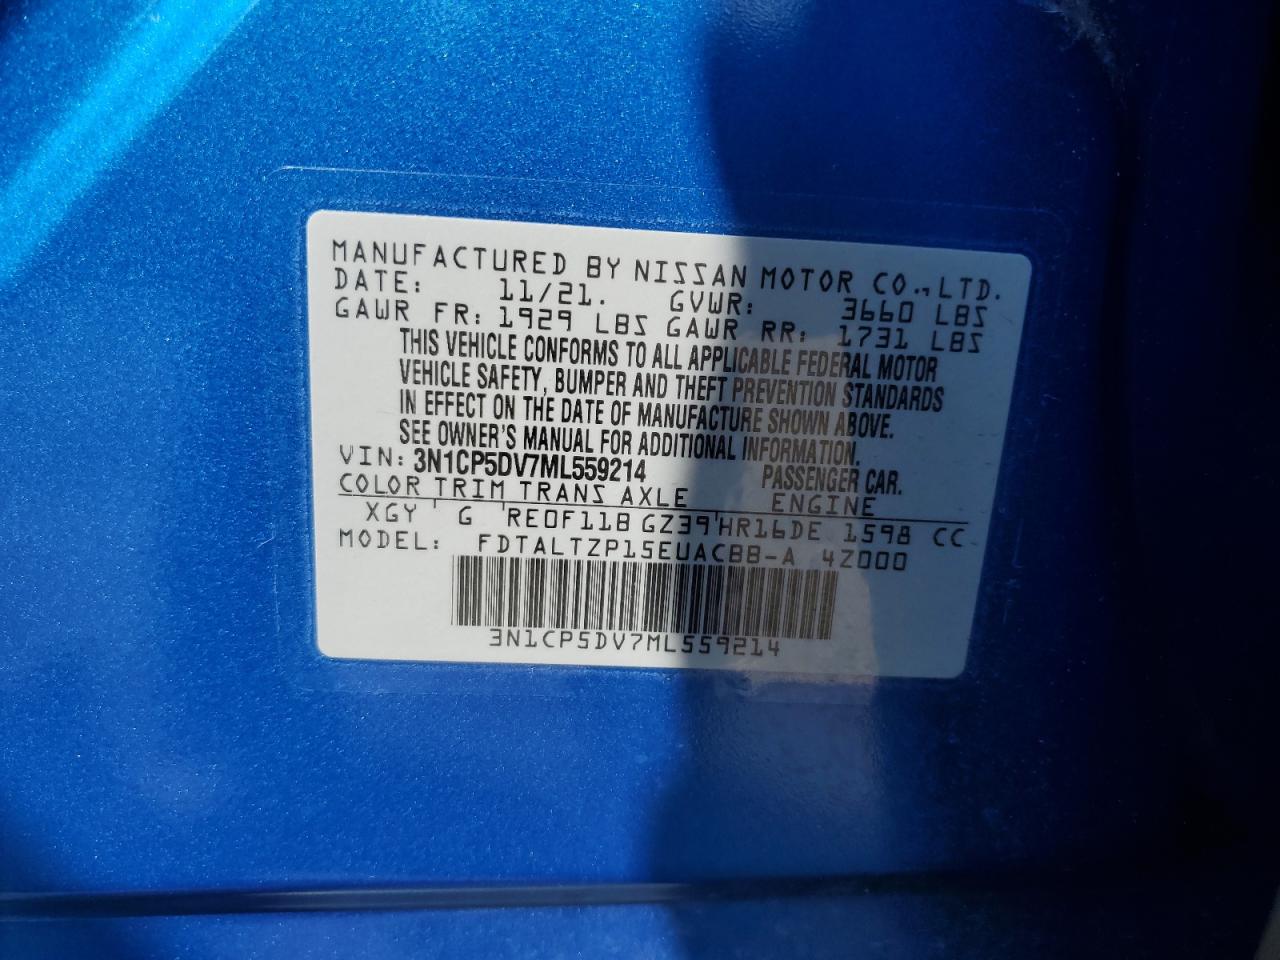 MANUFACTURED BY NISSAN MOTOR CO.,LTD.
DATE: 11/21. GVWR: 3660 LBS
GAWR FR: 1929 LBS GAWR RR: 1731 LBS
THIS VEHICLE CONFORMS TO ALL APPLICABLE FEDERAL MOTOR
VEHICLE SAFETY, BUMPER AND THEFT PREVENTION STANDARDS
IN EFFECT ON THE DATE OF MANUFACTURE SHOWN ABOVE.
SEE OWNER'S MANUAL FOR ADDITIONAL INFORMATION.
VIN: 3N1CP5DV7ML559214 PASSENGER CAR.
COLOR TRIM TRANS AXLE ENGINE
XGY ' G 'RE0F11B GZ39'HR16DE 1598 CC
MODEL: FDTALTZP15EUACBB-A 4Z000
3N1CP5DV7ML559214